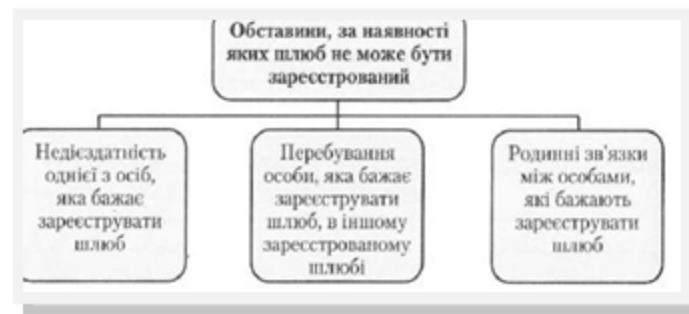 Обставини, за наявності
яких шлюб не може бути
зареєстрований
Недієздатність
однієї з осіб,
яка бажає
зареєструвати
шлюб
Перебування
особи, яка бажає
зареєструвати
шлюб, в іншому
зареєстрованому
шлюбі
Родинні зв'язки
між особами,
які бажають
зареєструвати
шлюб